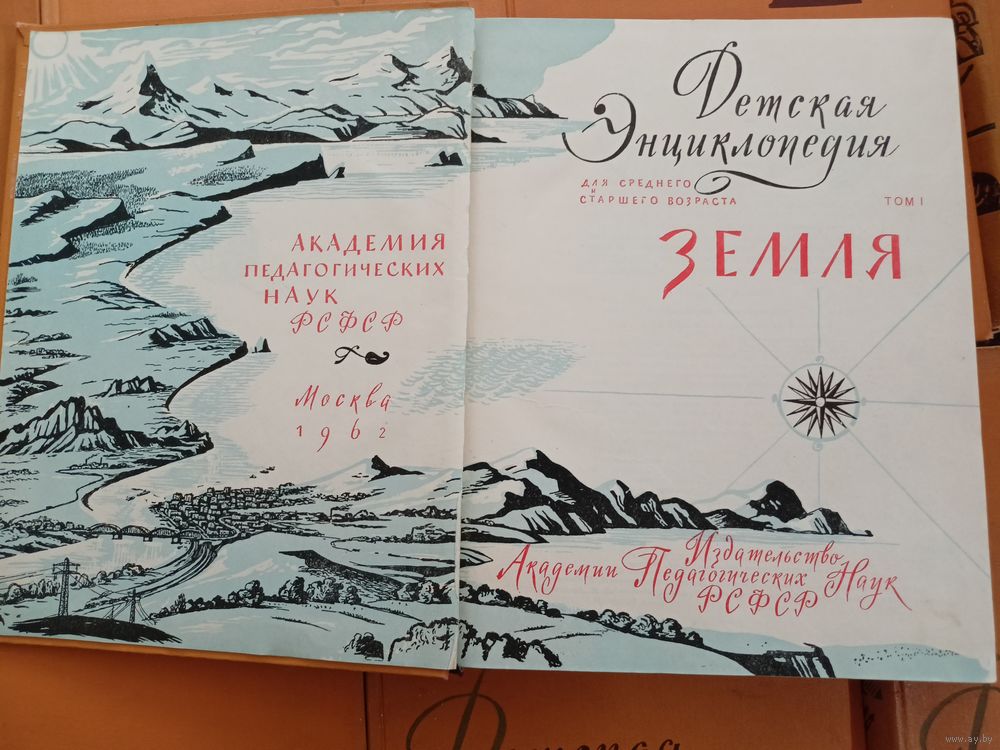 АКАДЕМИЯ
ПЕДАГОГИЧЕСКИХ
НАУК
РСФСР
Москва
1962
Детская
Энциклопедия
ДЛЯ СРЕДНЕГО
И
СТАРШЕГО ВОЗРАСТА
ТОМ I
ЗЕМЛЯ
Издательство
Академии Педагогических Наук
РСФСР
www.ay.by